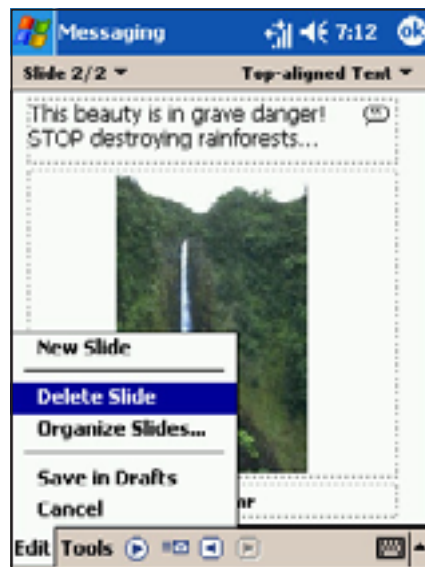 Messaging
7:12 ok
Slide 2/2 Top-aligned Text
This beauty is in grave danger!
STOP destroying rainforests...
New Slide
Delete Slide
Organize Slides...
Save in Drafts
Cancel
Edit Tools